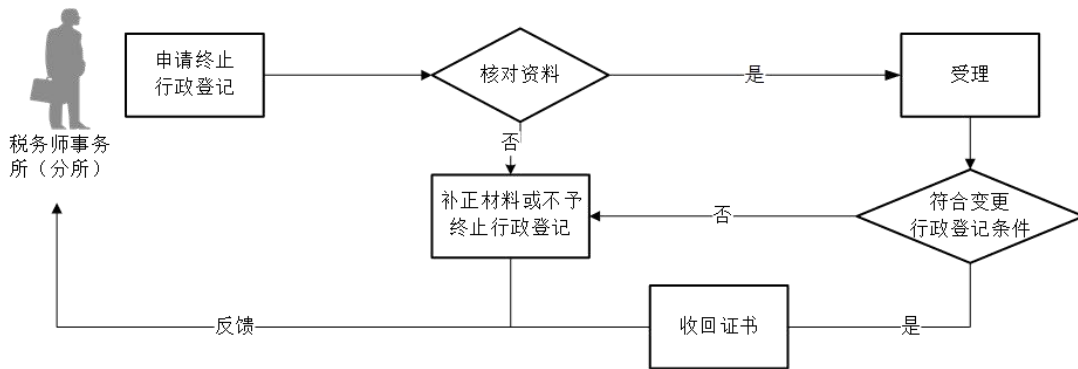 申请终止
行政登记
核对资料
是
受理
税务师事务
所（分所）
否
补正材料或不予
终止行政登记
否
符合变更
行政登记条件
反馈
收回证书
是